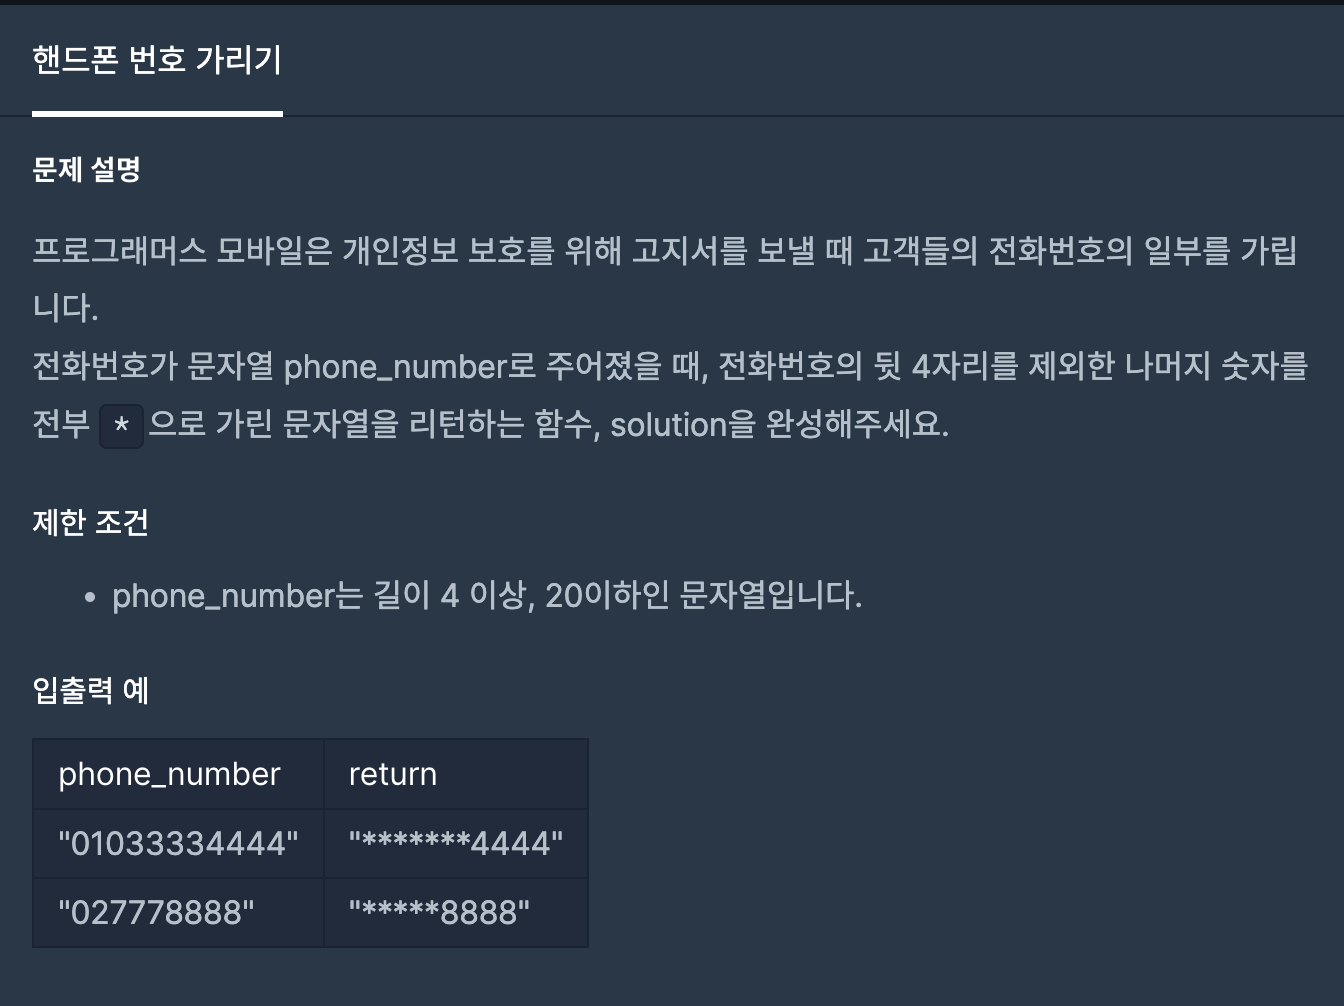 핸드폰 번호 가리기
문제 설명
프로그래머스 모바일은 개인정보 보호를 위해 고지서를 보낼 때 고객들의 전화번호의 일부를 가립
니다.
전화번호가 문자열 phone_number로 주어졌을 때, 전화번호의 뒷 4자리를 제외한 나머지 숫자를
전부 * 으로 가린 문자열을 리턴하는 함수, solution을 완성해주세요.
제한 조건
• phone_number는 길이 4 이상, 20이하인 문자열입니다.
입출력 예
phone_number return
"01033334444" "*******4444"
"027778888" "*****8888"